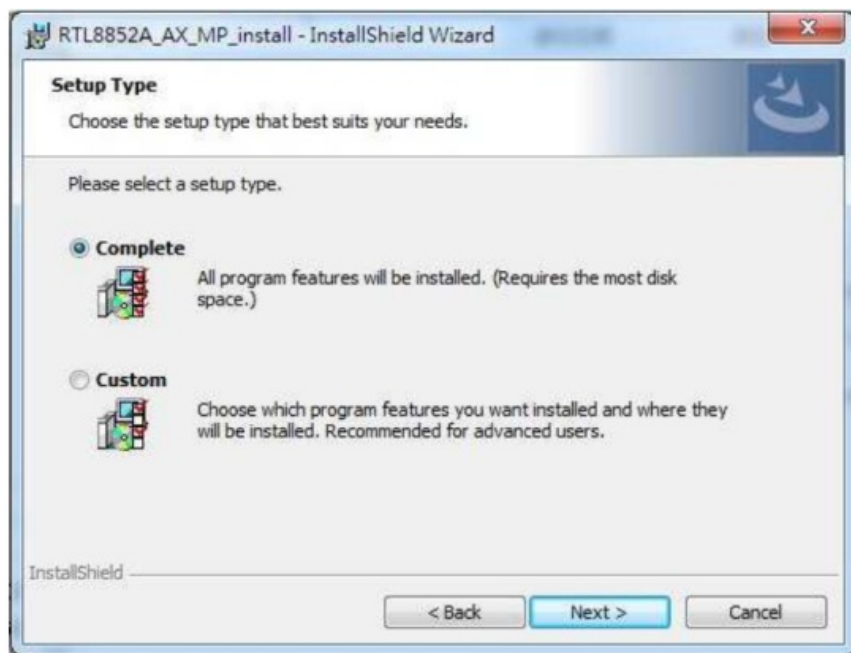 RTL8852A_AX_MP_install - InstallShield Wizard
Setup Type
Choose the setup type that best suits your needs.
Please select a setup type.
Complete
All program features will be installed. (Requires the most disk
space.)
Custom
Choose which program features you want installed and where they
will be installed. Recommended for advanced users.
InstallShield
< Back Next > Cancel